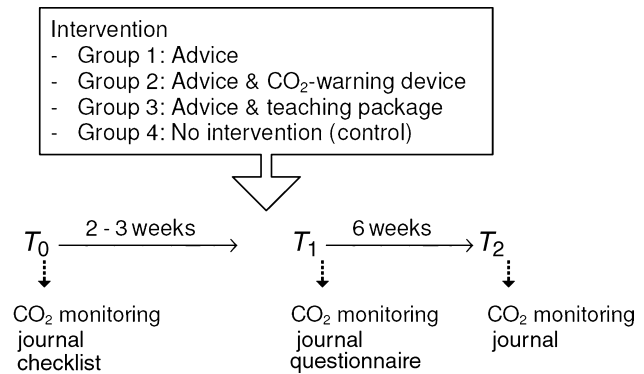 Intervention
- Group 1: Advice
- Group 2: Advice & CO₂-warning device
- Group 3: Advice & teaching package
- Group 4: No intervention (control)
2 - 3 weeks 6 weeks
T₀ T₁ T₂
CO₂ monitoring CO₂ monitoring CO₂ monitoring
journal journal journal
checklist questionnaire